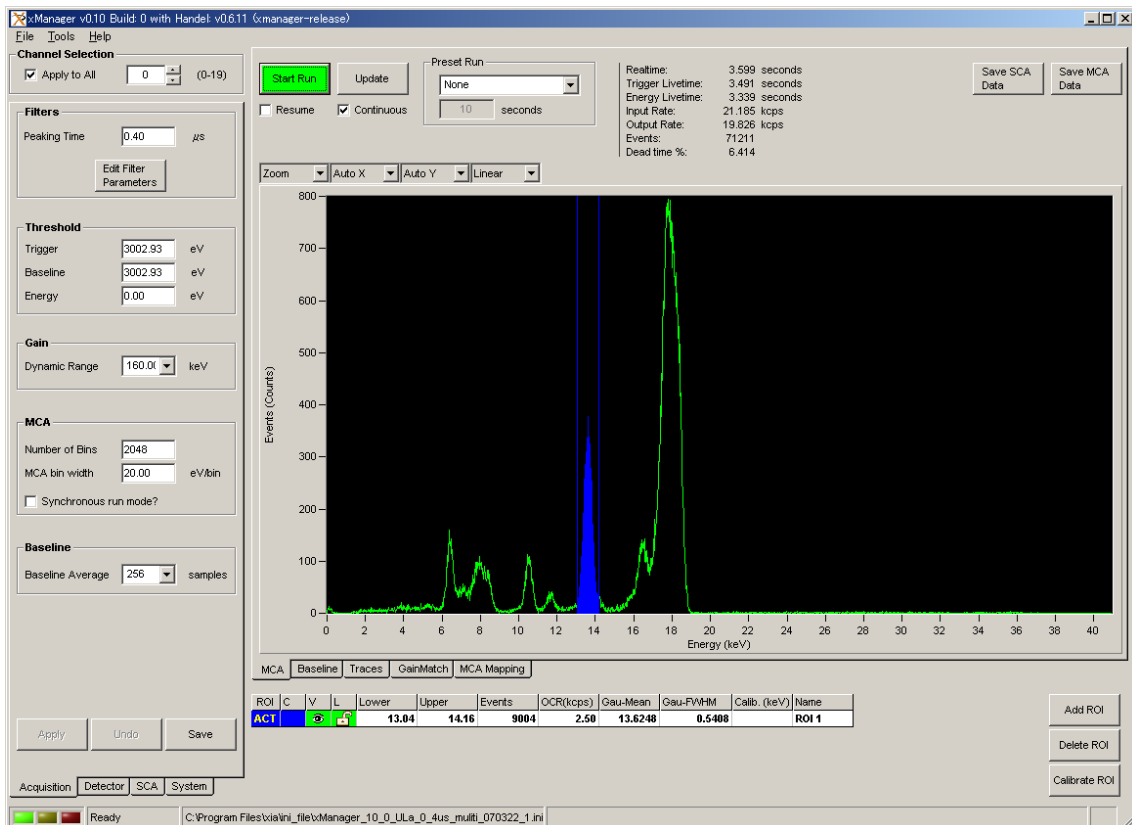 xManager v0.10 Build: 0 with Handel: v0.6.11 (xmanager-release)
File Tools Help
Channel Selection
Apply to All 0 (0-19)
Filters
Peaking Time 0.40 µs
Edit Filter
Parameters
Threshold
Trigger 3002.93 eV
Baseline 3002.93 eV
Energy 0.00 eV
Gain
Dynamic Range 160.0( keV
MCA
Number of Bins 2048
MCA bin width 20.00 eV/bin
Synchronous run mode?
Baseline
Baseline Average 256 samples
Apply Undo Save
Acquisition Detector SCA System
Start Run Update
Resume Continuous
Preset Run
None
10 seconds
Realtime: 3.599 seconds
Trigger Livetime: 3.491 seconds
Energy Livetime: 3.339 seconds
Input Rate: 21.185 kcps
Output Rate: 19.826 kcps
Events: 71211
Dead time %: 6.414
Save SCA
Data
Save MCA
Data
Zoom Auto X Auto Y Linear
800
700
600
500
400
300
200
100
0
Events (Counts)
0 2 4 6 8 10 12 14 16 18 20 22 24 26 28 30 32 34 36 38 40
Energy (keV)
MCA Baseline Traces GainMatch MCA Mapping
ROI C V L Lower Upper Events OCR(kcps) Gau-Mean Gau-FWHM Calib. (keV) Name
ACT 13.04 14.16 9004 2.50 13.6248 0.5408 ROI 1
Add ROI
Delete ROI
Calibrate ROI
Ready C:\Program Files\xia\ini_file\xManager_10_0_ULa_0_4us_muliti_070322_1.ini